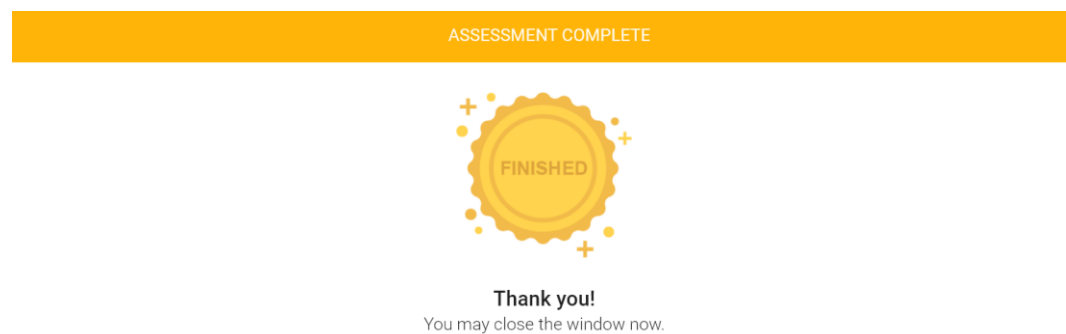 ASSESSMENT COMPLETE
FINISHED
Thank you!
You may close the window now.